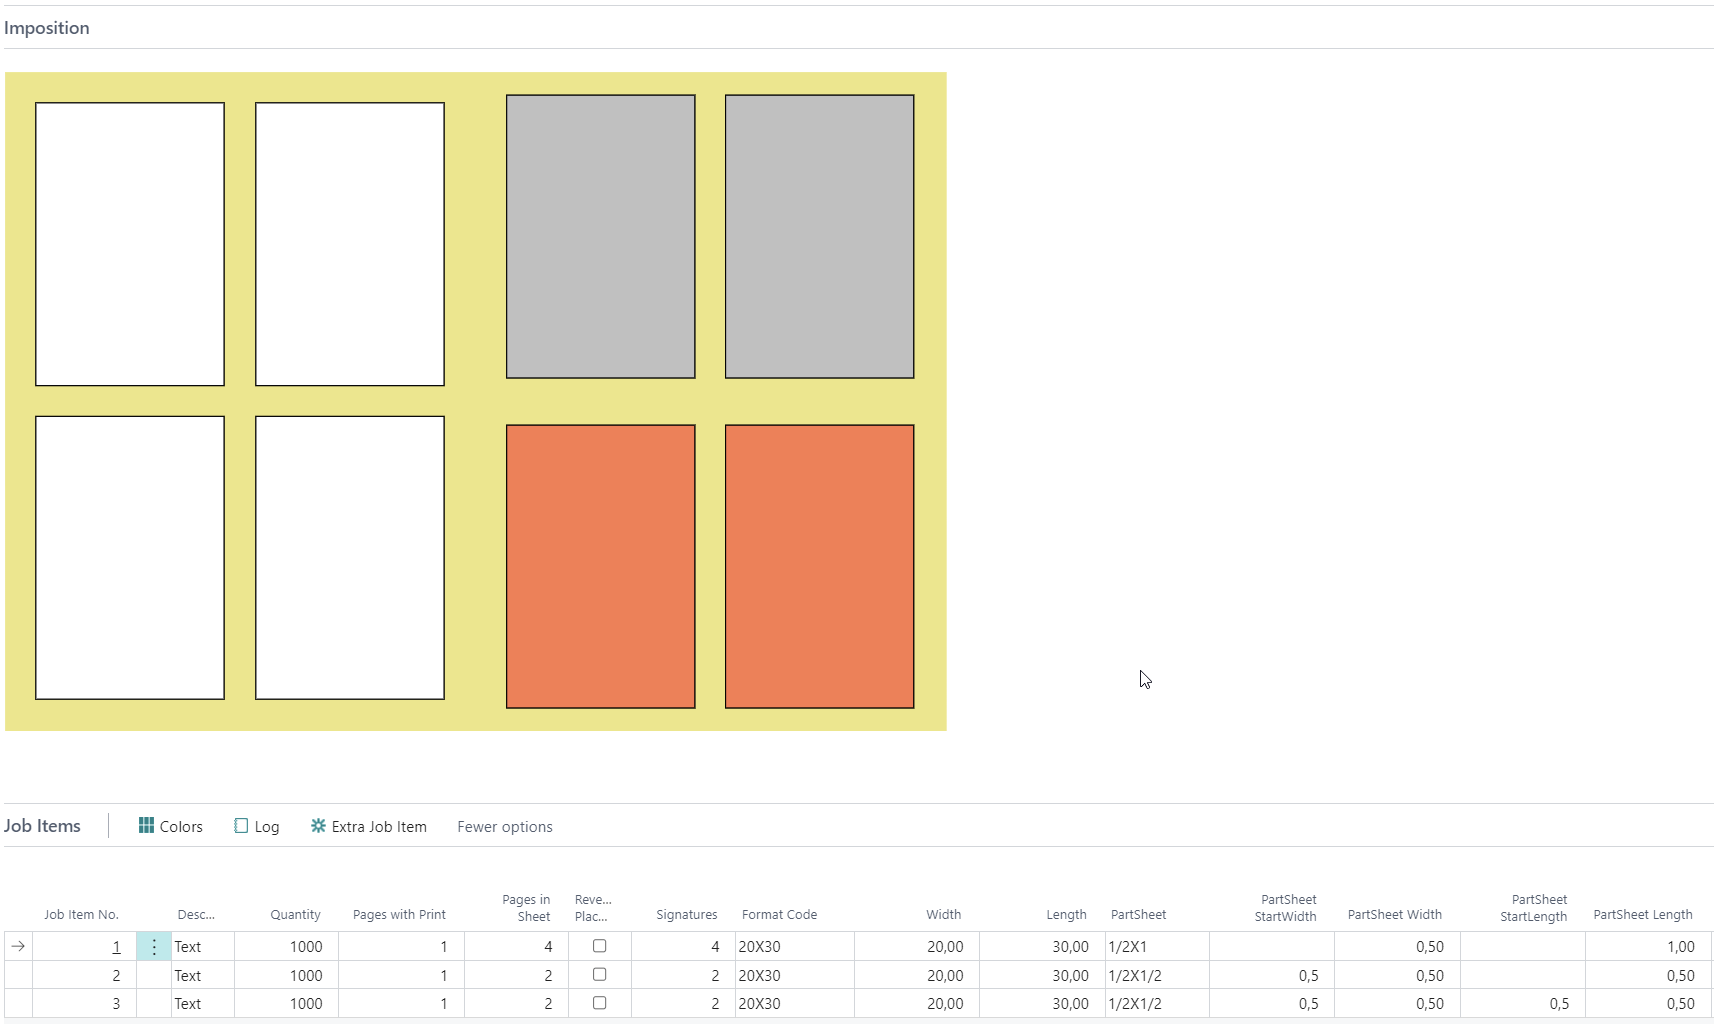 Imposition
Job Items Colors Log Extra Job Item Fewer options
Job Item No. Desc... Quantity Pages with Print Pages in Sheet Reve... Plac... Signatures Format Code Width Length PartSheet PartSheet StartWidth PartSheet Width PartSheet StartLength PartSheet Length
1 Text 1000 1 4 4 20X30 20,00 30,00 1/2X1 0,50 1,00
2 Text 1000 1 2 2 20X30 20,00 30,00 1/2X1/2 0,5 0,50 0,50
3 Text 1000 1 2 2 20X30 20,00 30,00 1/2X1/2 0,5 0,50 0,5 0,50